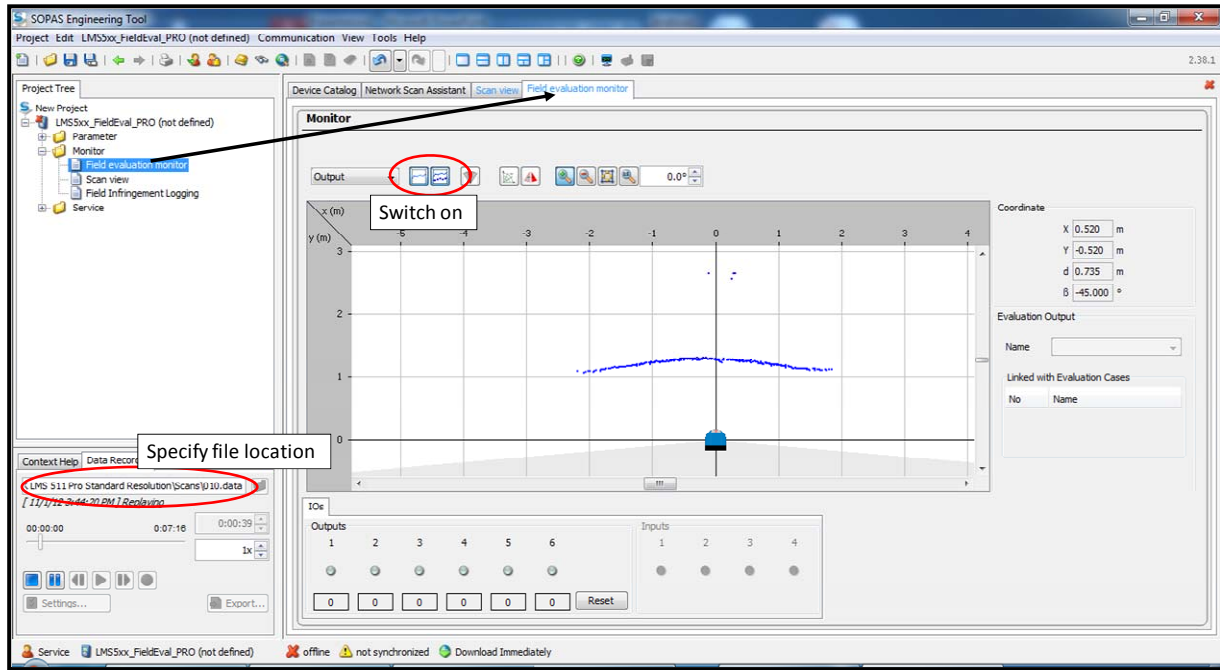 SOPAS Engineering Tool
Project Edit LMS5xx_FieldEval_PRO (not defined) Communication View Tools Help
2.38.1
Project Tree
New Project
LMS5xx_FieldEval_PRO (not defined)
Parameter
Monitor
Field evaluation monitor
Scan view
Field Infringement Logging
Service
Device Catalog Network Scan Assistant Scan view Field evaluation monitor
Monitor
Output
0.0°
Switch on
x (m)
y (m)
-5 -4 -3 -2 -1 0 1 2 3 4
3
2
1
0
Coordinate
X 0.520 m
Y -0.520 m
d 0.735 m
ß -45.000 °
Evaluation Output
Name
Linked with Evaluation Cases
No Name
Specify file location
Context Help Data Recor
LMS 511 Pro Standard Resolution\Scans\010.data
[ 11/1/12 3:44:20 PM ] Replaying
00:00:00 0:07:16 0:00:39
1x
Settings... Export...
IOs
Outputs
1 2 3 4 5 6
0 0 0 0 0 0 Reset
Inputs
1 2 3 4
Service LMS5xx_FieldEval_PRO (not defined) offline not synchronized Download Immediately